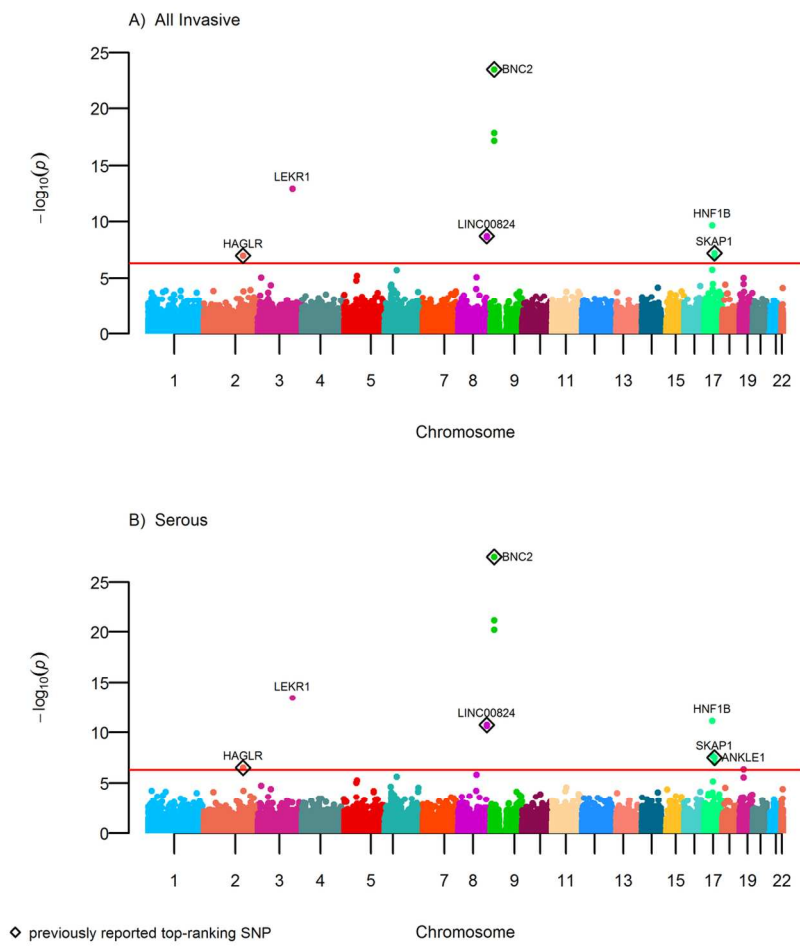 A) All Invasive
25
20
15
10
5
0
−log10(p)
BNC2
LEKR1
LINC00824
HNF1B
HAGLR
SKAP1
1 2 3 4 5 7 8 9 11 13 15 17 19 22
Chromosome
B) Serous
25
20
15
10
5
0
−log10(p)
BNC2
LEKR1
LINC00824
HNF1B
HAGLR
SKAP1
ANKLE1
1 2 3 4 5 7 8 9 11 13 15 17 19 22
previously reported top-ranking SNP
Chromosome